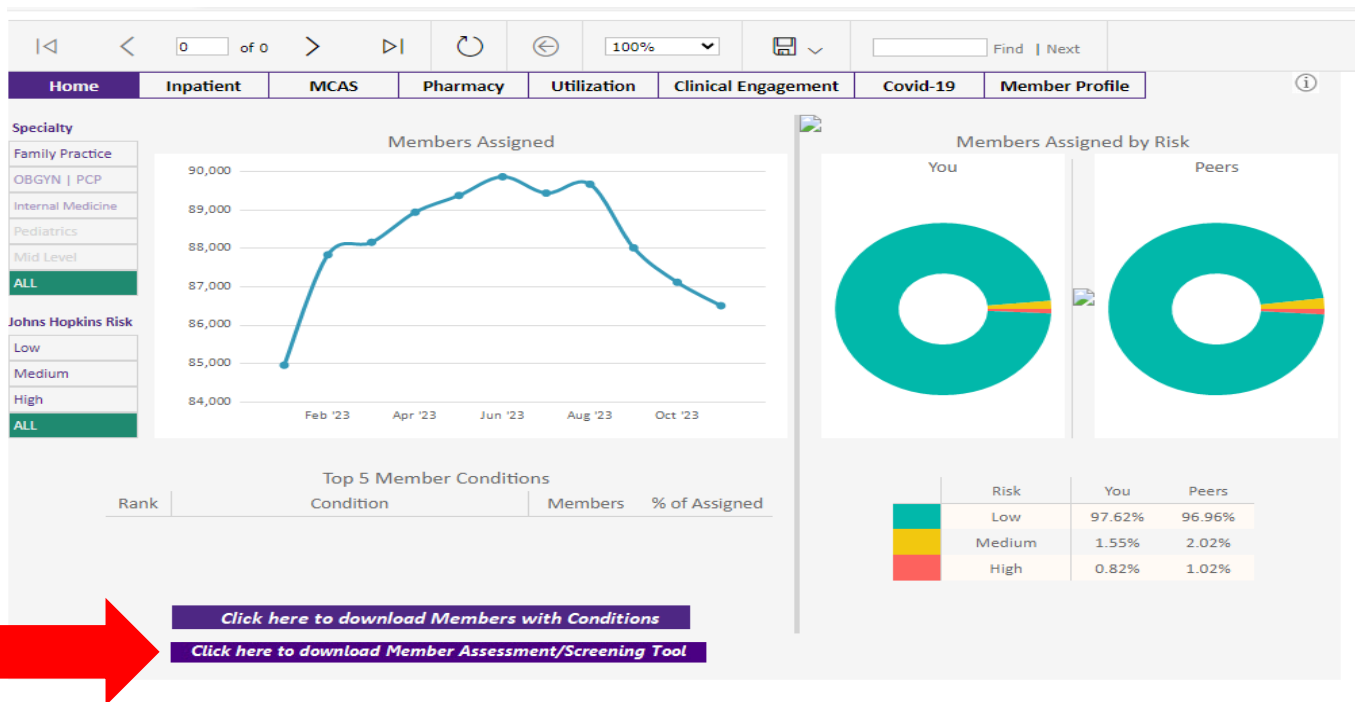 0 of 0 100% Find | Next
Home Inpatient MCAS Pharmacy Utilization Clinical Engagement Covid-19 Member Profile
Specialty
Family Practice
OBGYN | PCP
Internal Medicine
Pediatrics
Mid Level
ALL
Johns Hopkins Risk
Low
Medium
High
ALL
Members Assigned
90,000
89,000
88,000
87,000
86,000
85,000
84,000
Feb '23 Apr '23 Jun '23 Aug '23 Oct '23
Members Assigned by Risk
You Peers
Top 5 Member Conditions
Rank Condition Members % of Assigned
Risk You Peers
Low 97.62% 96.96%
Medium 1.55% 2.02%
High 0.82% 1.02%
Click here to download Members with Conditions
Click here to download Member Assessment/Screening Tool